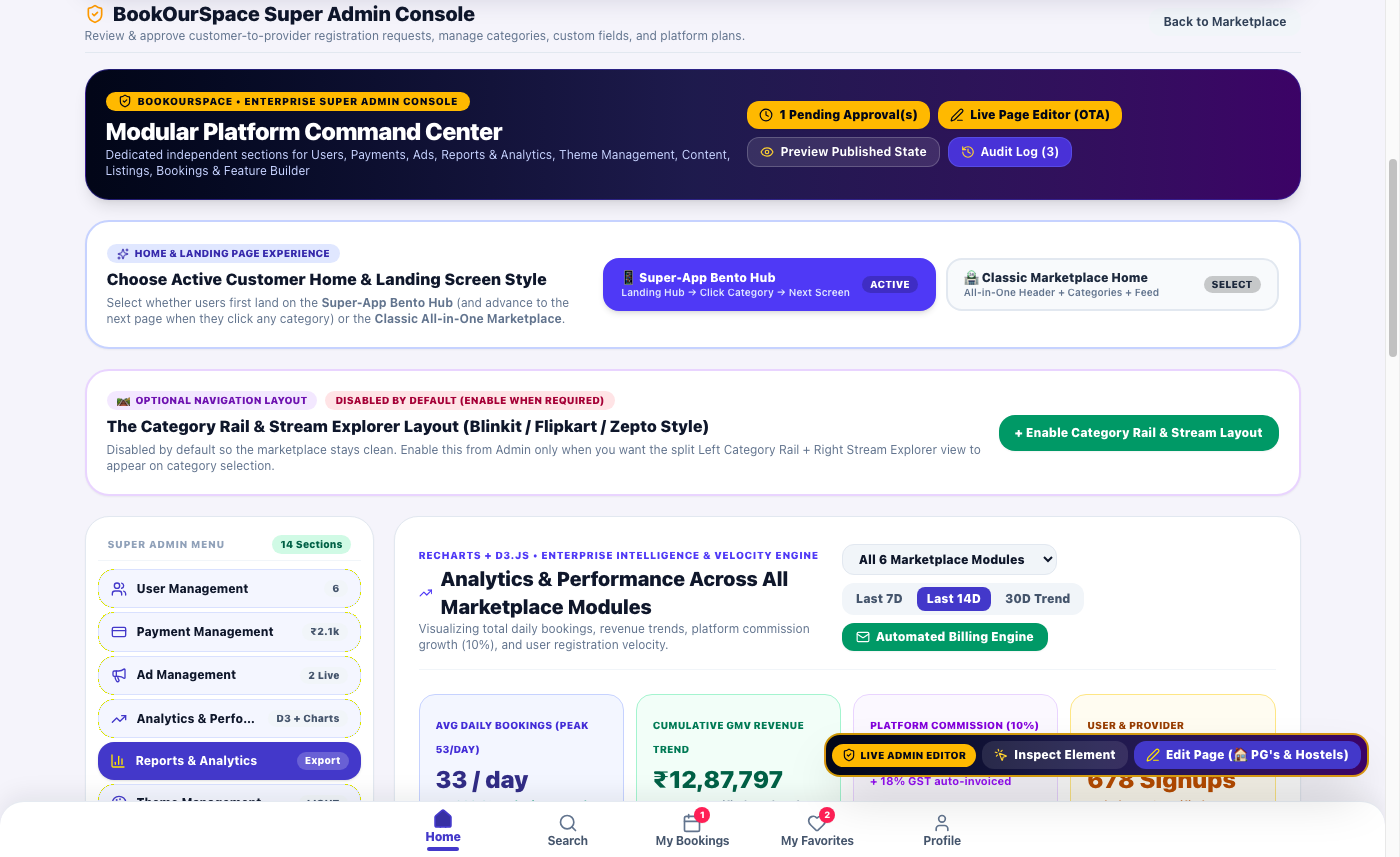 BookOurSpace Super Admin Console
Review & approve customer-to-provider registration requests, manage categories, custom fields, and platform plans.
Back to Marketplace
BOOKOURSPACE • ENTERPRISE SUPER ADMIN CONSOLE
Modular Platform Command Center
Dedicated independent sections for Users, Payments, Ads, Reports & Analytics, Theme Management, Content,
Listings, Bookings & Feature Builder
1 Pending Approval(s)
Live Page Editor (OTA)
Preview Published State
Audit Log (3)
HOME & LANDING PAGE EXPERIENCE
Choose Active Customer Home & Landing Screen Style
Select whether users first land on the Super-App Bento Hub (and advance to the
next page when they click any category) or the Classic All-in-One Marketplace.
Super-App Bento Hub
Landing Hub → Click Category → Next Screen
ACTIVE
Classic Marketplace Home
All-in-One Header + Categories + Feed
SELECT
OPTIONAL NAVIGATION LAYOUT
DISABLED BY DEFAULT (ENABLE WHEN REQUIRED)
The Category Rail & Stream Explorer Layout (Blinkit / Flipkart / Zepto Style)
Disabled by default so the marketplace stays clean. Enable this from Admin only when you want the split Left Category Rail + Right Stream Explorer view to
appear on category selection.
+ Enable Category Rail & Stream Layout
SUPER ADMIN MENU
14 Sections
User Management 6
Payment Management ₹2.1k
Ad Management 2 Live
Analytics & Perfo... D3 + Charts
Reports & Analytics Export
Theme Management
RECHARTS + D3.JS • ENTERPRISE INTELLIGENCE & VELOCITY ENGINE
Analytics & Performance Across All
Marketplace Modules
Visualizing total daily bookings, revenue trends, platform commission
growth (10%), and user registration velocity.
All 6 Marketplace Modules
Last 7D Last 14D 30D Trend
Automated Billing Engine
AVG DAILY BOOKINGS (PEAK
53/DAY)
33 / day
CUMULATIVE GMV REVENUE
TREND
₹12,87,797
PLATFORM COMMISSION (10%)
+ 18% GST auto-invoiced
USER & PROVIDER
678 Signups
LIVE ADMIN EDITOR
Inspect Element
Edit Page (🏠 PG's & Hostels)
Home
Search
1
My Bookings
2
My Favorites
Profile